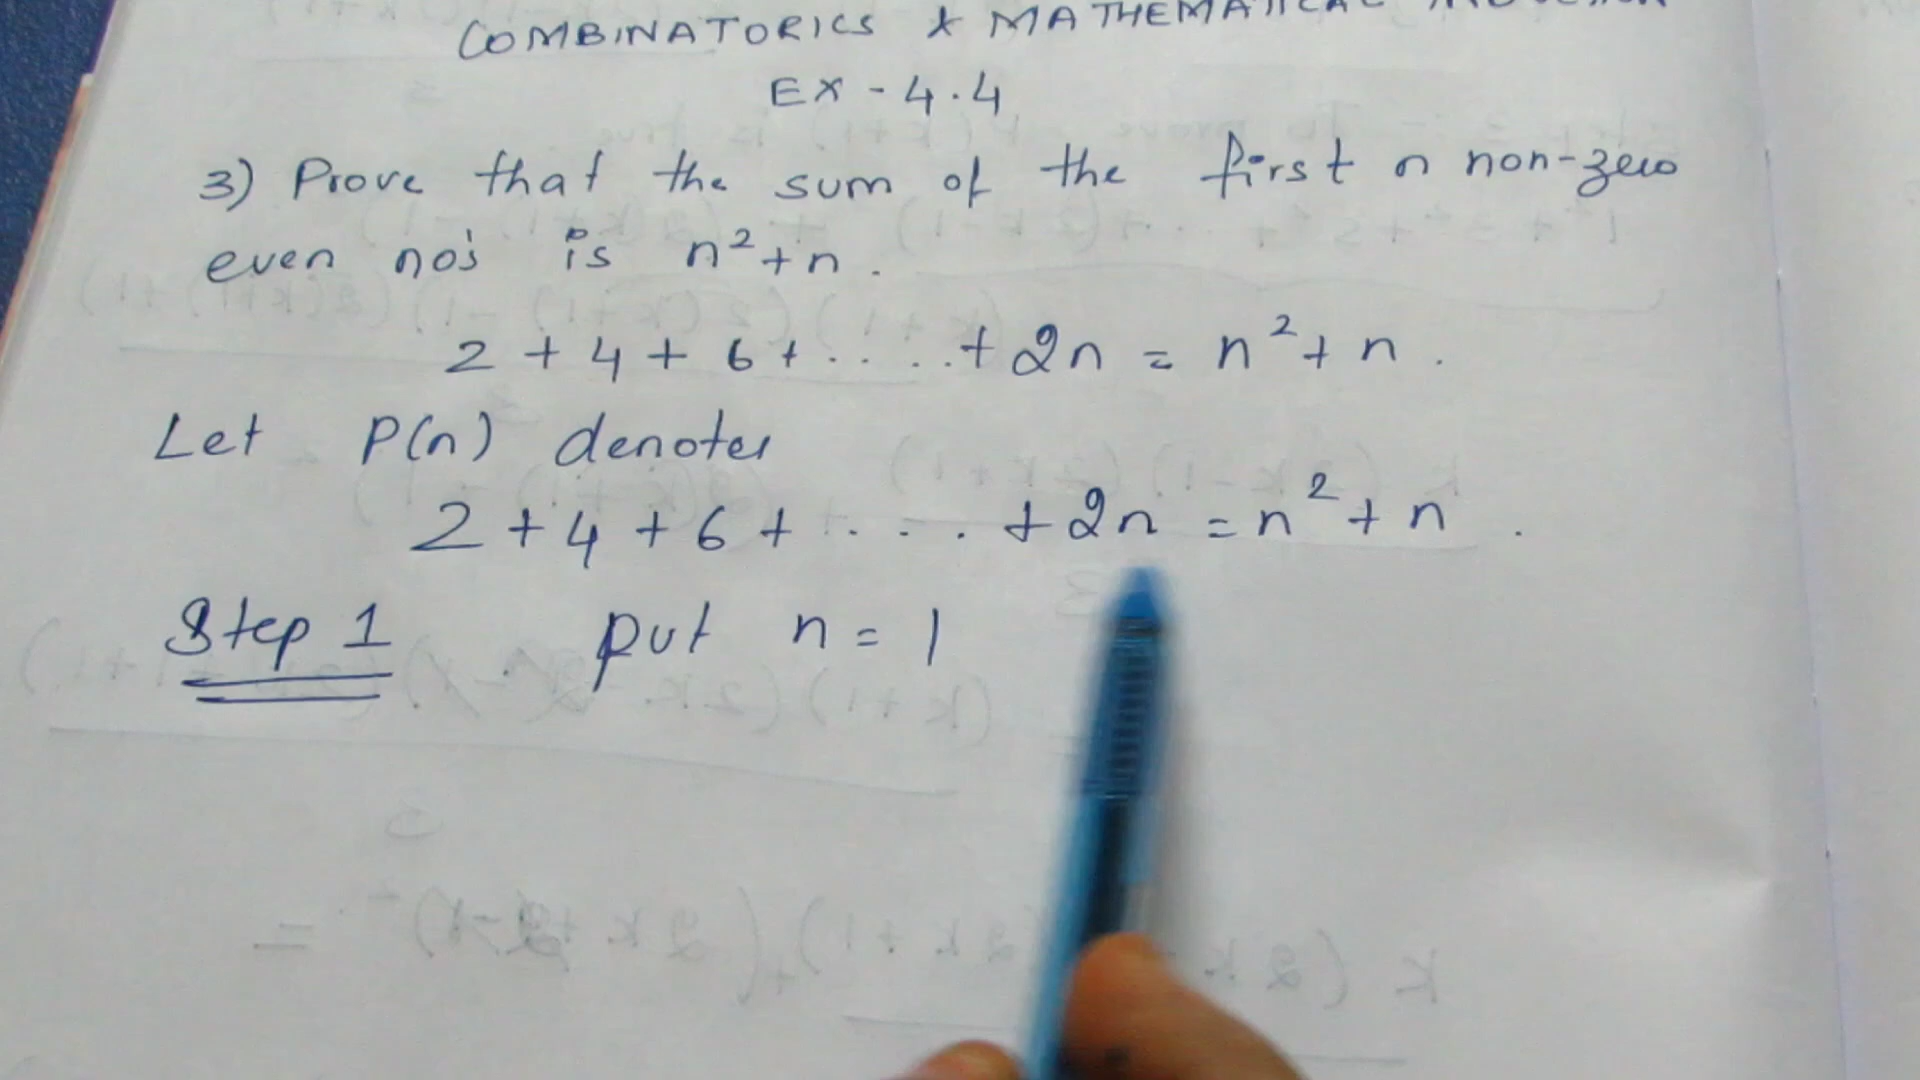 COMBINATORICS & MATHEMATICAL
EX - 4.4
3) Prove that the sum of the first n non-zero
even no's is n²+n.
2 + 4 + 6 + ..... + 2n = n² + n.
Let P(n) denotes
2 + 4 + 6 + .... + 2n = n² + n.
Step 1 put n = 1